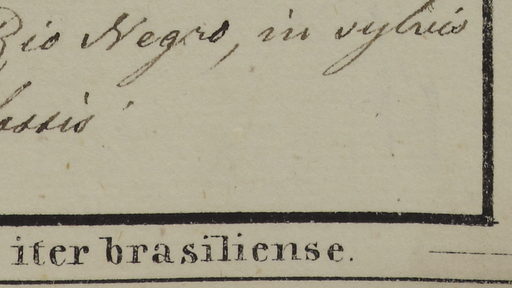 Rio Negro, in sylvis
iter brasiliense.